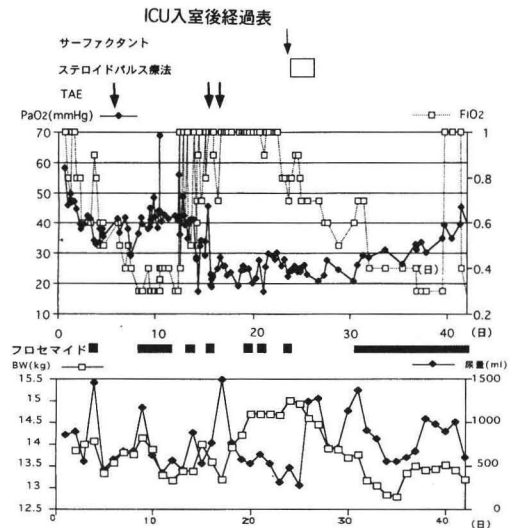 ICU入室後経過表
サーファクタント
ステロイドパルス療法
TAE
PaO2(mmHg) FiO2
70 1
60
50 0.8
40 0.6
30
20 0.4
10 0.2
0 10 20 30 40 (日)
(日)
フロセマイド
BW(kg) 尿量(ml)
15.5 1500
15
14.5 1000
14
13.5 500
13
12.5 0
0 10 20 30 40 (日)